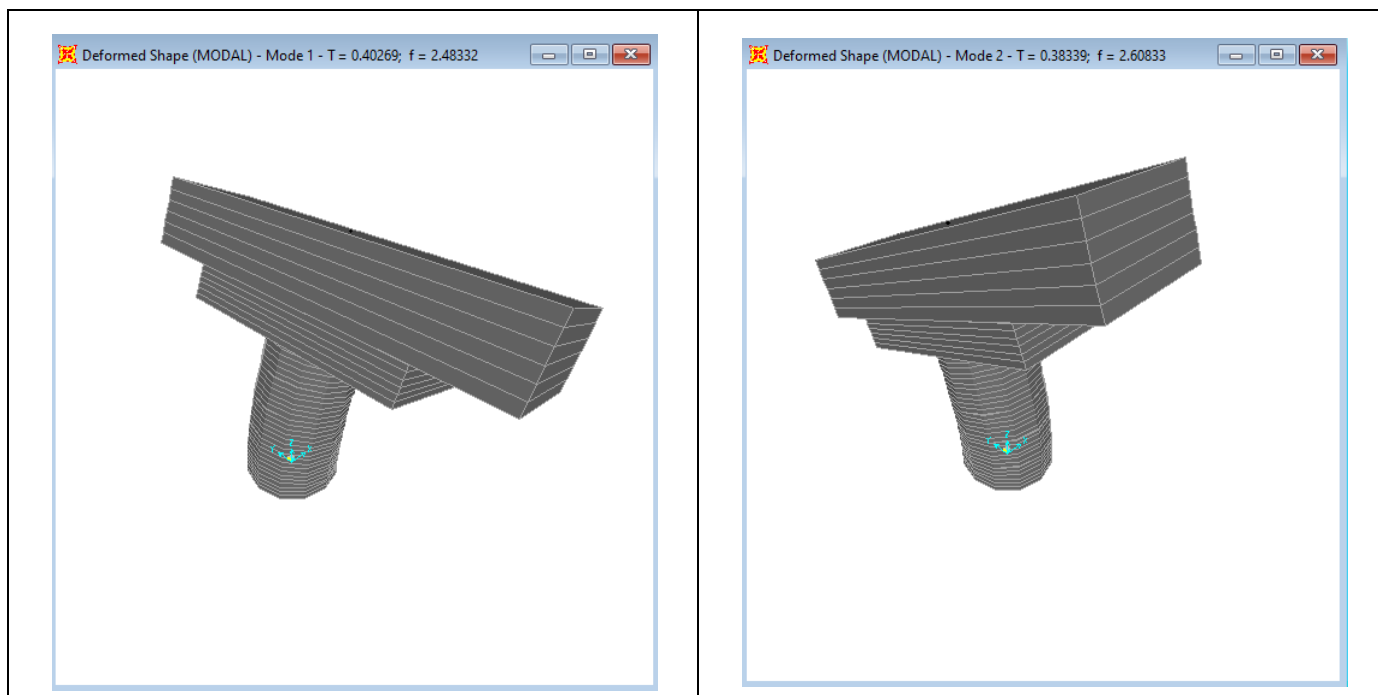 Deformed Shape (MODAL) - Mode 1 - T = 0.40269; f = 2.48332
Deformed Shape (MODAL) - Mode 2 - T = 0.38339; f = 2.60833